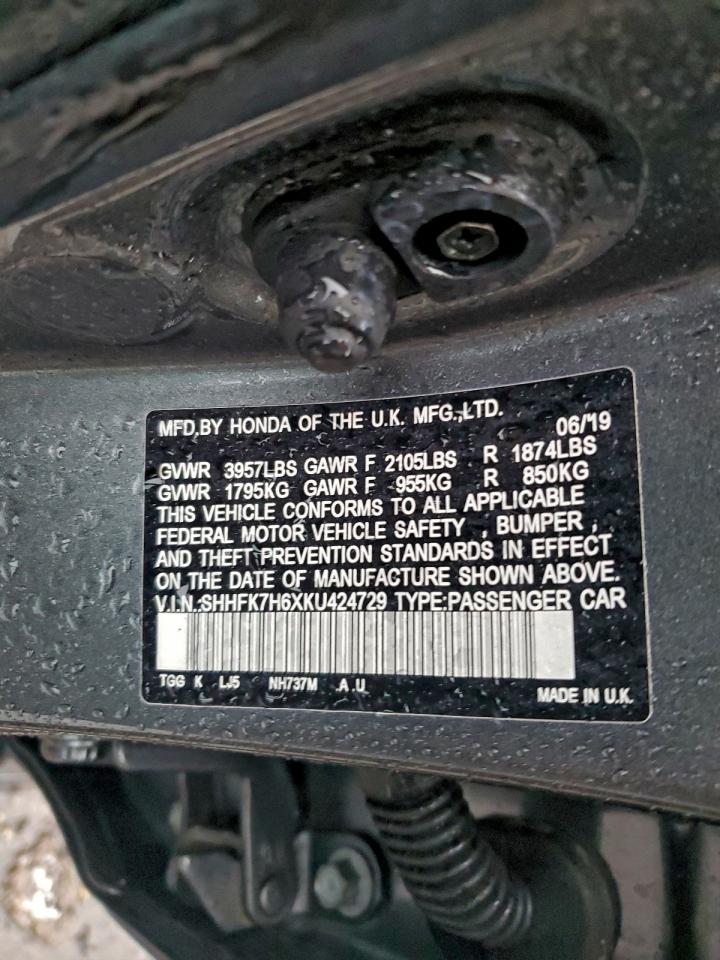 MFD,BY HONDA OF THE U.K. MFG.,LTD. 06/'19
GVWR 3957LBS GAWR F 2105LBS R 1874LBS
GVWR 1795KG GAWR F 955KG R 850KG
THIS VEHICLE CONFORMS TO ALL APPLICABLE
FEDERAL MOTOR VEHICLE SAFETY , BUMPER ,
AND THEFT PREVENTION STANDARDS IN EFFECT
ON THE DATE OF MANUFACTURE SHOWN ABOVE.
V.I.N.:SHHFK7H6XKU424729 TYPE:PASSENGER CAR
TGG K LJ5 NH737M .A .U
MADE IN U.K.